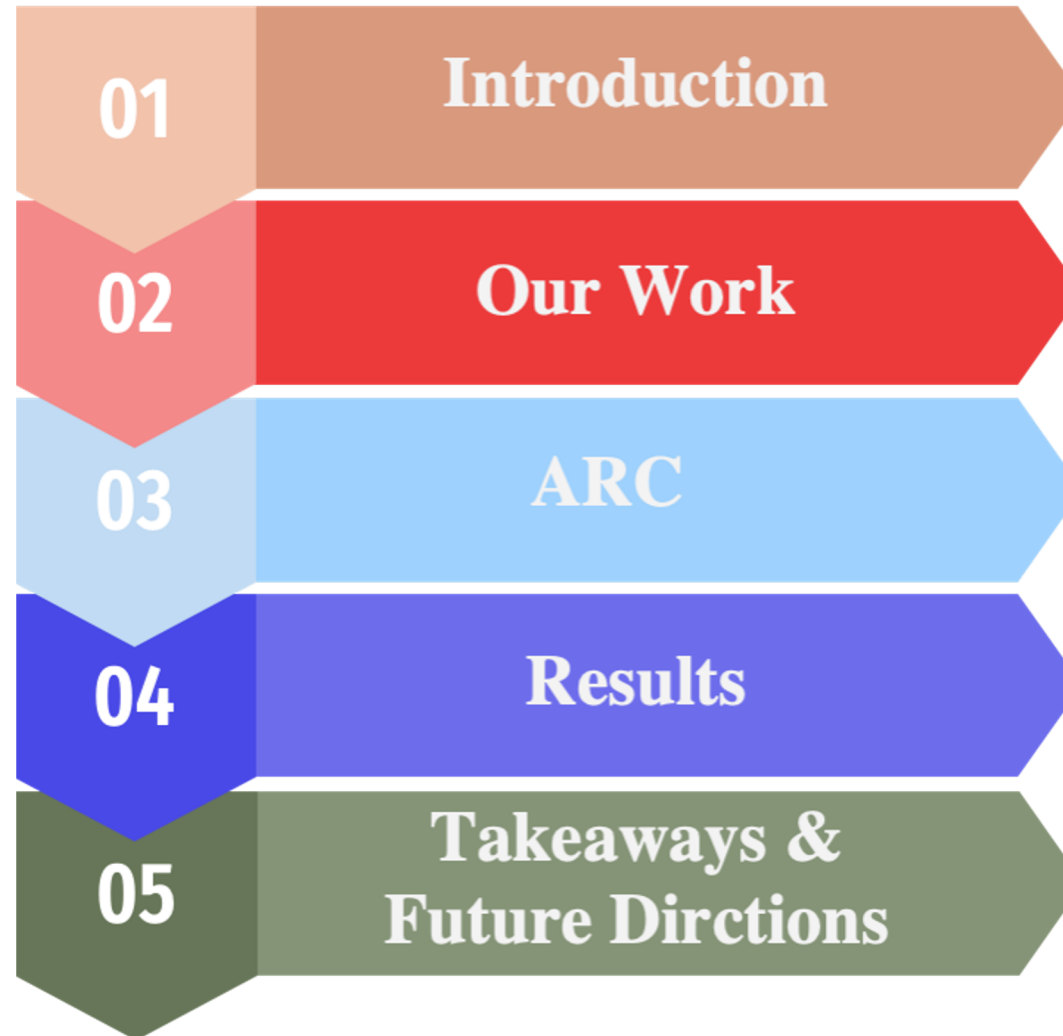 01
Introduction
02
Our Work
03
ARC
04
Results
05
Takeaways &
Future Dirctions